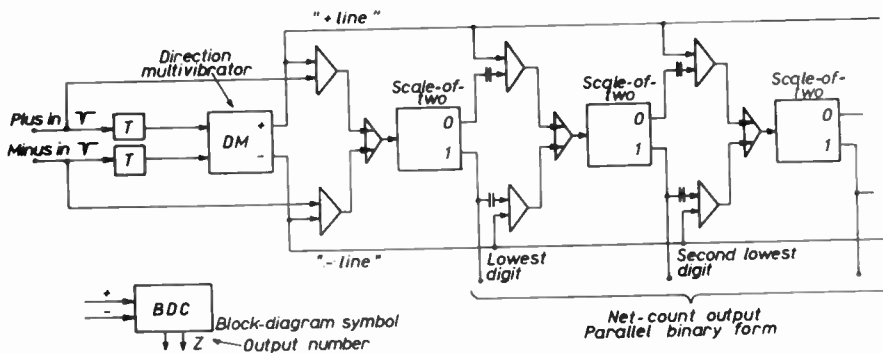 "+ line"
Direction
multivibrator
Scale-of-
two
Scale-of-
two
Scale-of-
two
Plus in
T
Minus in
T
DM
+
-
0
1
0
1
0
1
"- line"
Lowest
digit
Second lowest
digit
Net-count output
Parallel binary form
+
-
BDC
Block-diagram symbol
Z Output number